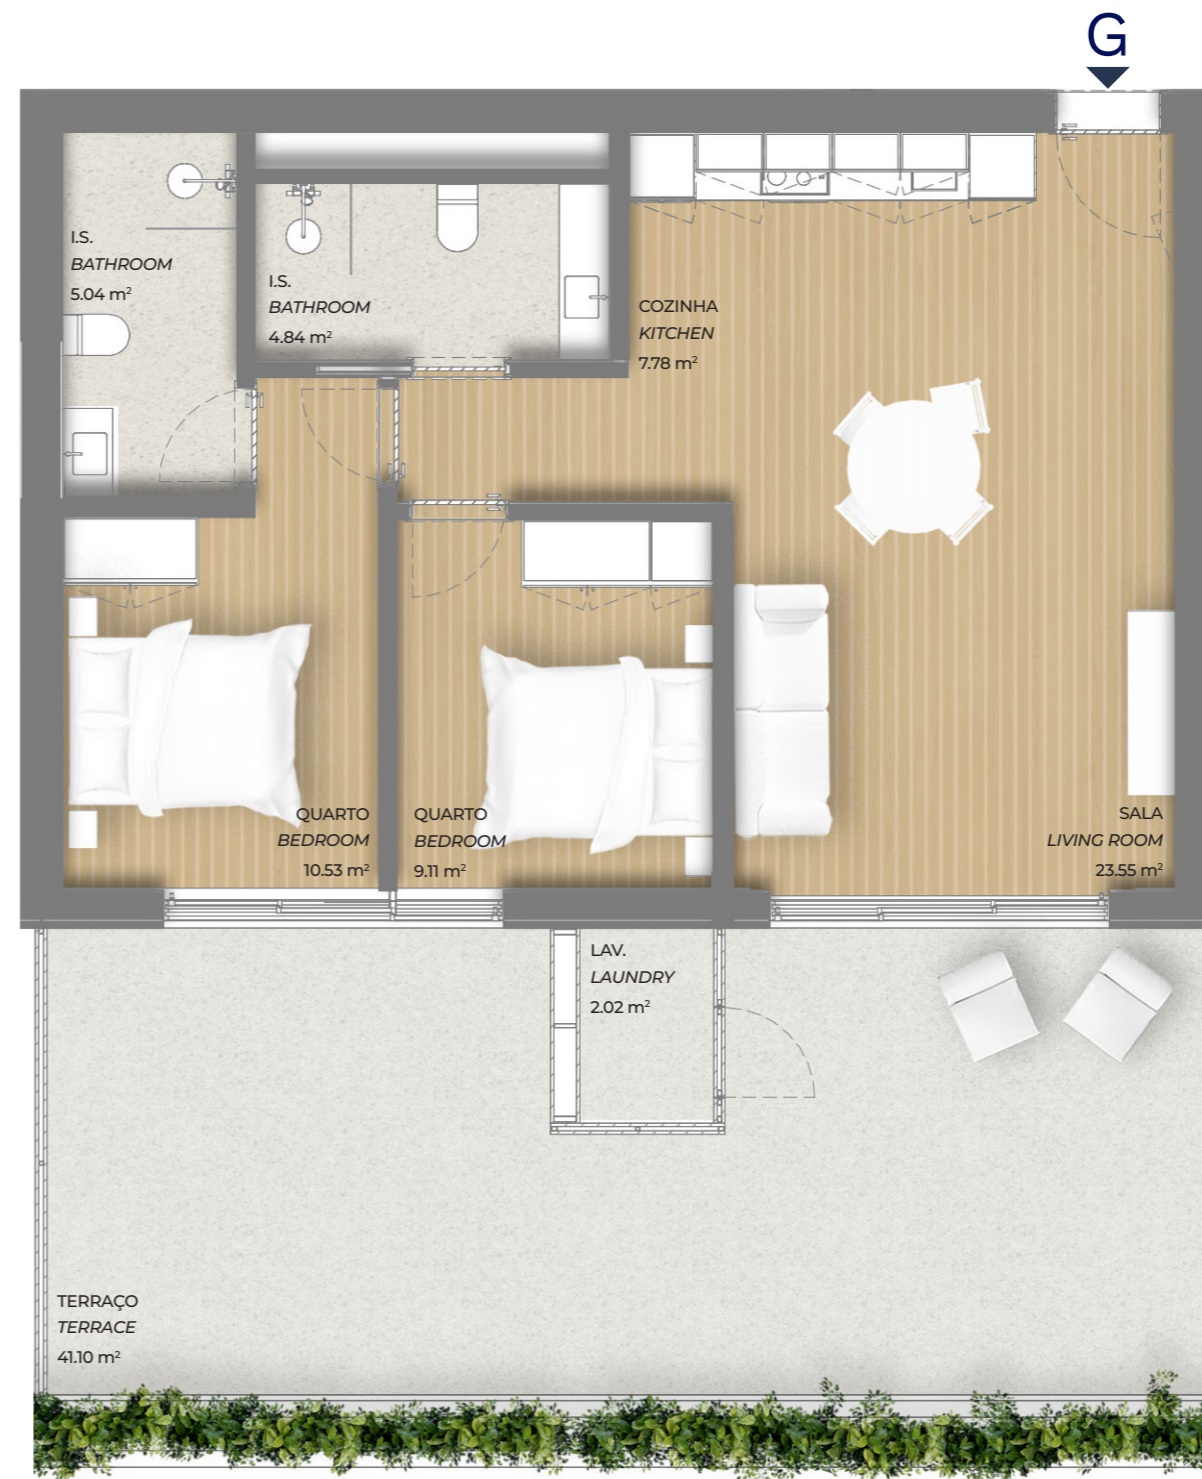 G
I.S.
BATHROOM
5.04 m²
I.S.
BATHROOM
4.84 m²
COZINHA
KITCHEN
7.78 m²
QUARTO
BEDROOM
10.53 m²
QUARTO
BEDROOM
9.11 m²
SALA
LIVING ROOM
23.55 m²
LAV.
LAUNDRY
2.02 m²
TERRAÇO
TERRACE
41.10 m²